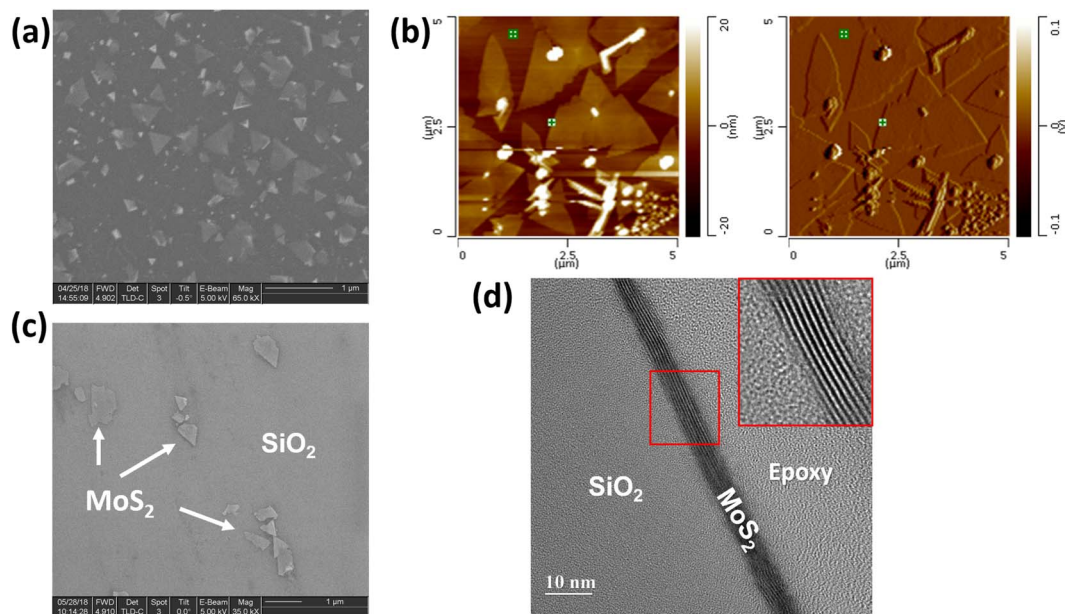 (a)
04/25/18 FWD Det Spot Tilt E-Beam Mag 1 μm
14:55:09 4.902 TLD-C 3 -0.5° 5.00 kV 65.0 kX
(b)
5
2.5
0
(μm)
0 2.5 5
(μm)
20
0
-20
(nm)
5
2.5
0
(μm)
0 2.5 5
(μm)
0.1
0
-0.1
(V)
(c)
MoS₂
SiO₂
05/28/18 FWD Det Spot Tilt E-Beam Mag 1 μm
10:14:28 4.910 TLD-C 3 0.0° 5.00 kV 35.0 kX
(d)
SiO₂
MoS₂
Epoxy
10 nm